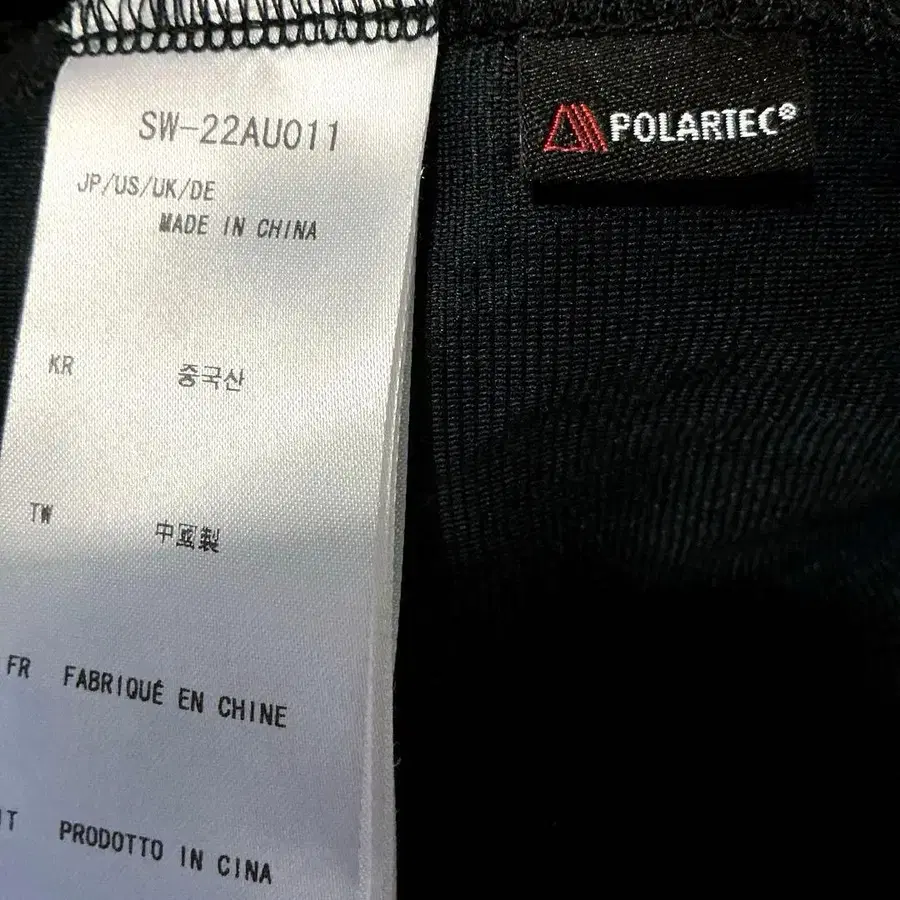 SW-22AU011
POLARTEC®
JP/US/UK/DE
MADE IN CHINA
KR 중국산
TW 中國製
FR FABRIQUÉ EN CHINE
IT PRODOTTO IN CINA